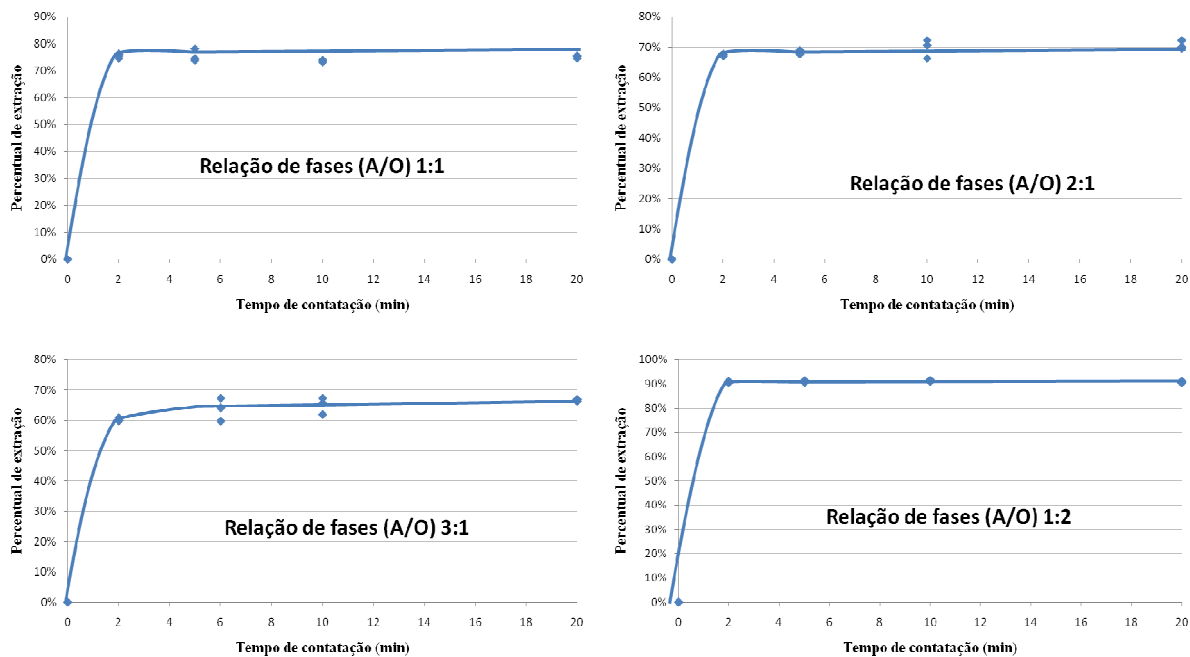 90%
80%
70%
60%
50%
40%
30%
20%
10%
0%
Percentual de extração
Relação de fases (A/O) 1:1
0 2 4 6 8 10 12 14 16 18 20
Tempo de contatação (min)
80%
70%
60%
50%
40%
30%
20%
10%
0%
Percentual de extração
Relação de fases (A/O) 2:1
0 2 4 6 8 10 12 14 16 18 20
Tempo de contatação (min)
80%
70%
60%
50%
40%
30%
20%
10%
0%
Percentual de extração
Relação de fases (A/O) 3:1
0 2 4 6 8 10 12 14 16 18 20
Tempo de contatação (min)
100%
90%
80%
70%
60%
50%
40%
30%
20%
10%
0%
Percentual de extração
Relação de fases (A/O) 1:2
0 2 4 6 8 10 12 14 16 18 20
Tempo de contatação (min)